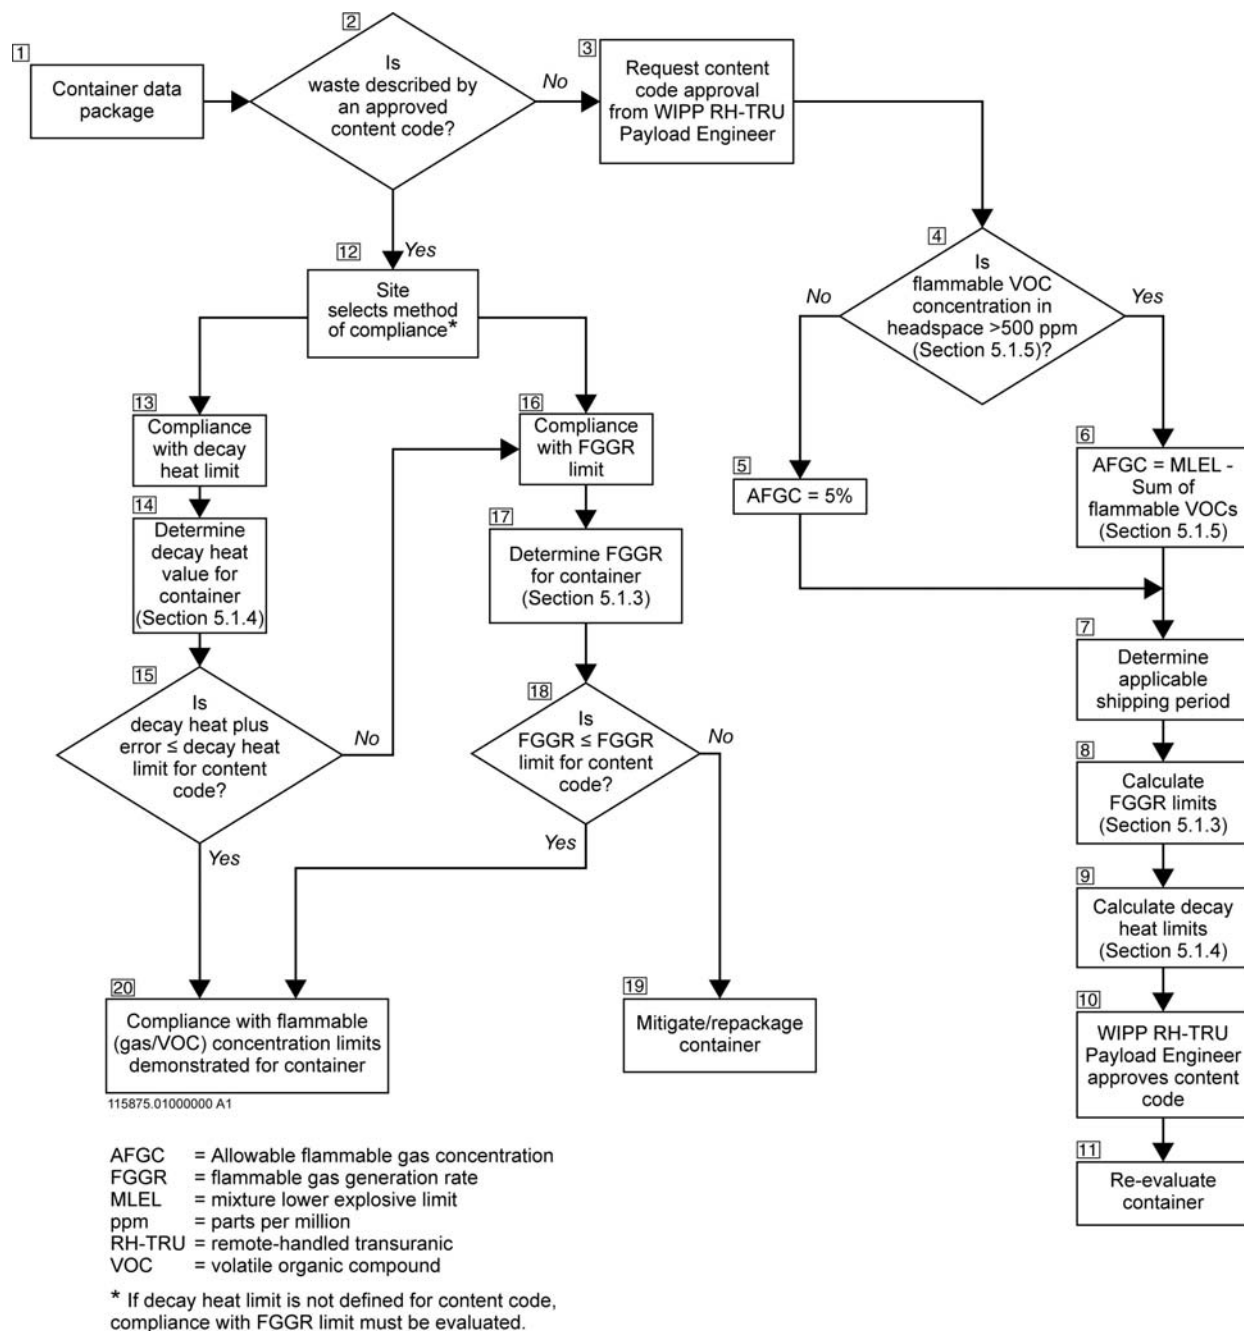 1
Container data
package
2
Is
waste described by
an approved
content code?
No
Yes
3
Request content
code approval
from WIPP RH-TRU
Payload Engineer
4
Is
flammable VOC
concentration in
headspace >500 ppm
(Section 5.1.5)?
No
Yes
5
AFGC = 5%
6
AFGC = MLEL -
Sum of
flammable VOCs
(Section 5.1.5)
7
Determine
applicable
shipping period
8
Calculate
FGGR limits
(Section 5.1.3)
9
Calculate decay
heat limits
(Section 5.1.4)
10
WIPP RH-TRU
Payload Engineer
approves content
code
11
Re-evaluate
container
12
Site
selects method
of compliance*
13
Compliance
with decay
heat limit
14
Determine
decay heat
value for
container
(Section 5.1.4)
15
Is
decay heat plus
error ≤ decay heat
limit for content
code?
No
Yes
16
Compliance
with FGGR
limit
17
Determine FGGR
for container
(Section 5.1.3)
18
Is
FGGR ≤ FGGR
limit for content
code?
No
Yes
19
Mitigate/repackage
container
20
Compliance with flammable
(gas/VOC) concentration limits
demonstrated for container
115875.01000000 A1
AFGC = Allowable flammable gas concentration
FGGR = flammable gas generation rate
MLEL = mixture lower explosive limit
ppm = parts per million
RH-TRU = remote-handled transuranic
VOC = volatile organic compound
* If decay heat limit is not defined for content code,
compliance with FGGR limit must be evaluated.